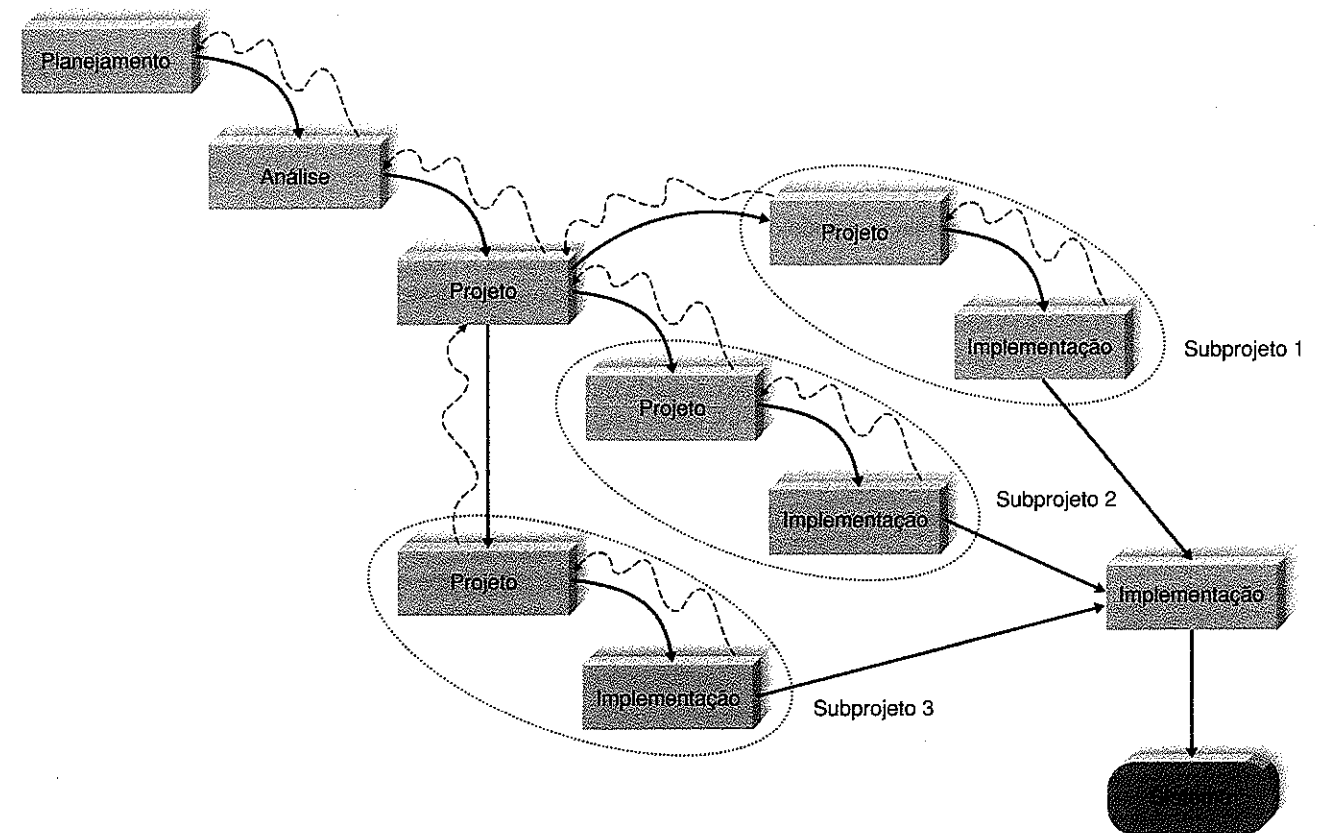 Planejamento
Análise
Projeto
Projeto
Implementação
Subprojeto 1
Projeto
Implementação
Subprojeto 2
Implementação
Projeto
Implementação
Subprojeto 3